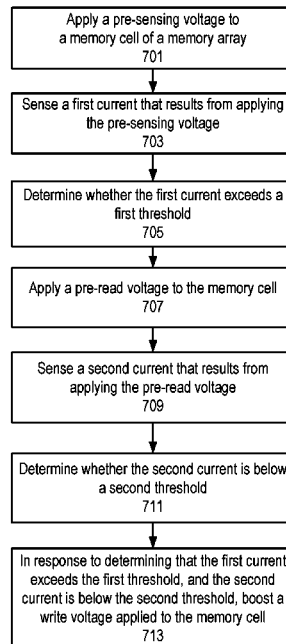 Apply a pre-sensing voltage to
a memory cell of a memory array
701
Sense a first current that results from applying
the pre-sensing voltage
703
Determine whether the first current exceeds a
first threshold
705
Apply a pre-read voltage to the memory cell
707
Sense a second current that results from
applying the pre-read voltage
709
Determine whether the second current is below
a second threshold
711
In response to determining that the first current
exceeds the first threshold, and the second
current is below the second threshold, boost a
write voltage applied to the memory cell
713